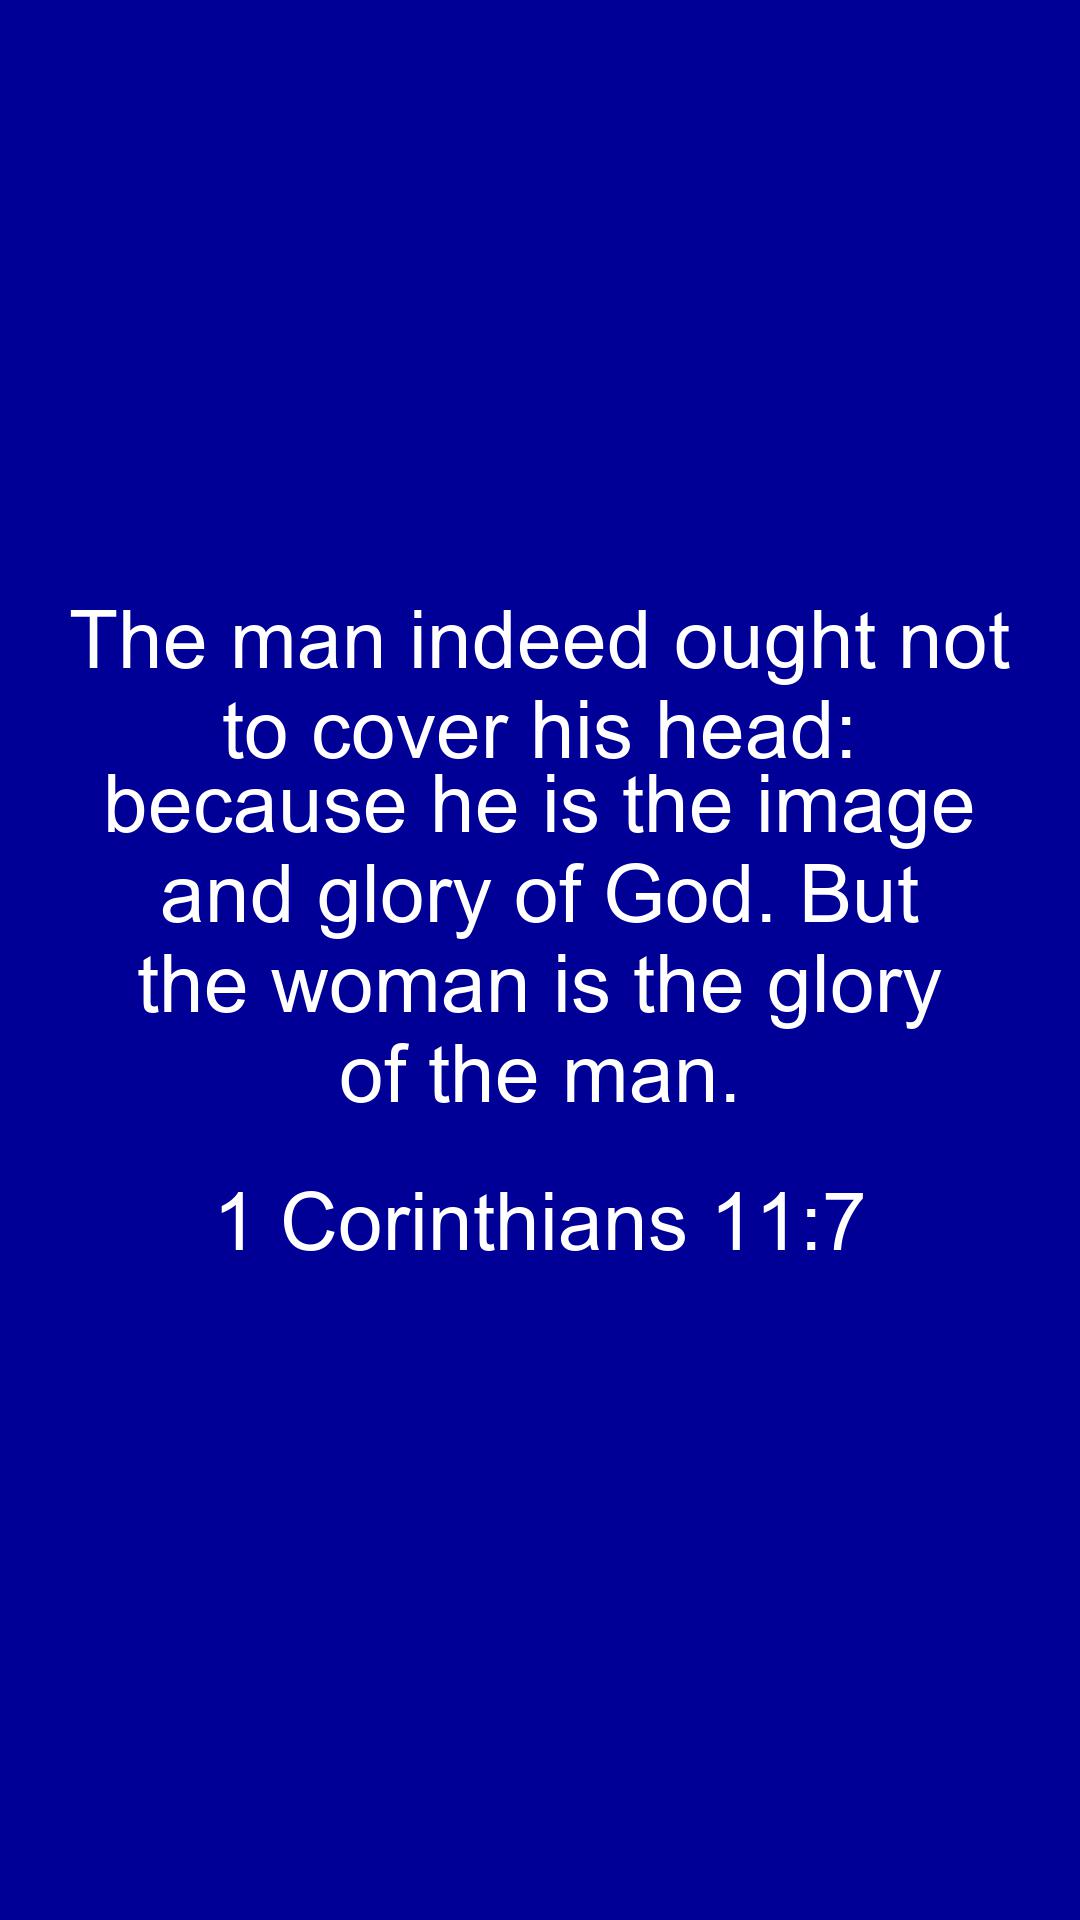 The man indeed ought not
to cover his head:
because he is the image
and glory of God. But
the woman is the glory
of the man.
1 Corinthians 11:7